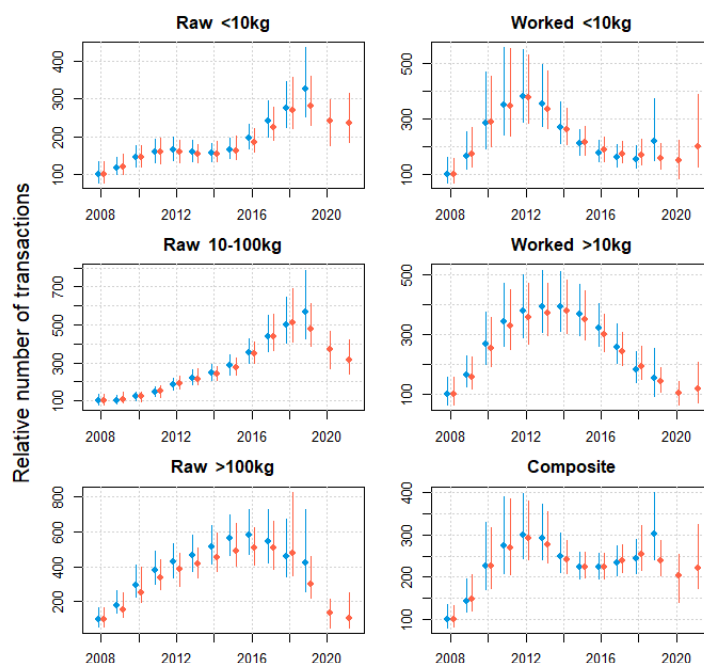 Relative number of transactions
Raw <10kg
100 200 300 400
2008 2012 2016 2020
Worked <10kg
100 300 500
2008 2012 2016 2020
Raw 10-100kg
100 300 500 700
2008 2012 2016 2020
Worked >10kg
100 300 500
2008 2012 2016 2020
Raw >100kg
200 400 600 800
2008 2012 2016 2020
Composite
100 200 300 400
2008 2012 2016 2020